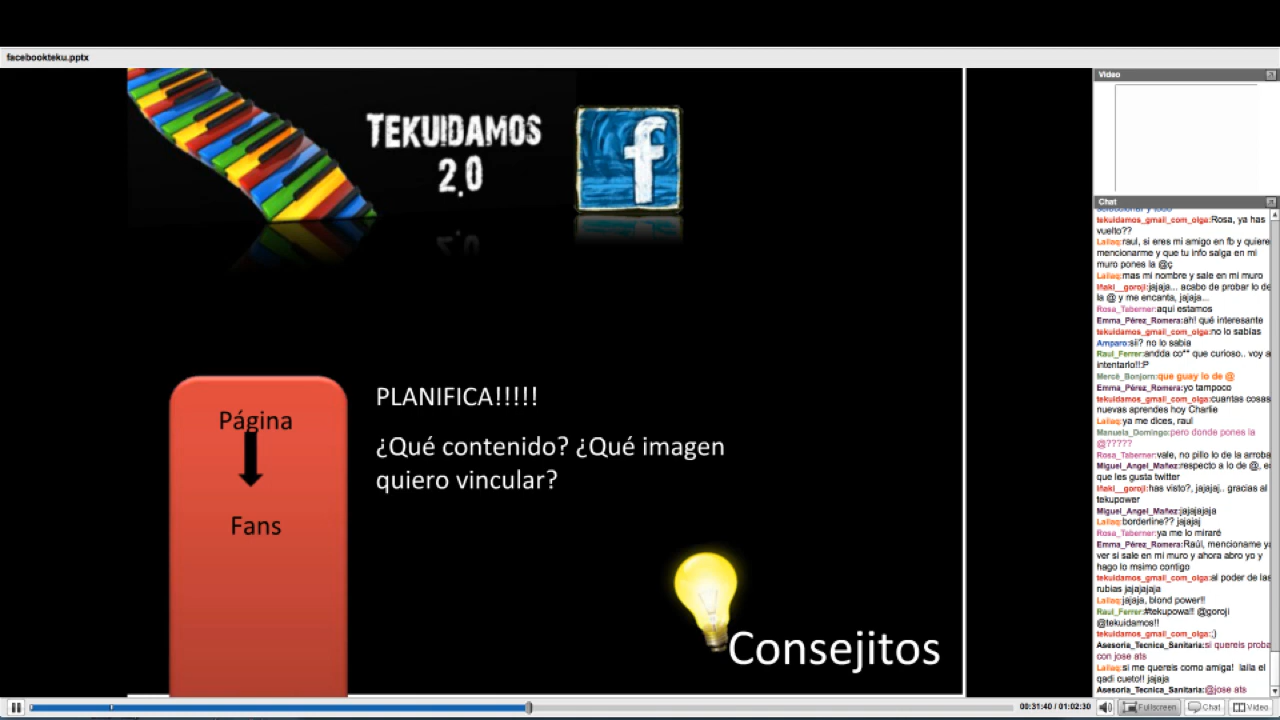 facebookteku.pptx
TEKUIDAMOS
2.0
f
Página
Fans
PLANIFICA!!!!!
¿Qué contenido? ¿Qué imagen
quiero vincular?
Consejitos
Video
Chat
seleccionar y todo
tekuidamos_gmail_com_olga:Rosa, ya has
vuelto??
Lailaq:raul, si eres mi amigo en fb y quiere
mencionarme y que tu info salga en mi
muro pones la @ç
Lailaq:mas mi nombre y sale en mi muro
Iñaki__goroji:jajaja... acabo de probar lo de
la @ y me encanta, jajaja...
Rosa_Taberner:aqui estamos
Emma_Pérez_Romera:ah! qué interesante
tekuidamos_gmail_com_olga:no lo sabías
Amparo:sii? no lo sabia
Raul_Ferrer:andda co** que curioso.. voy a
intentarlo!!:P
Mercè_Bonjorn:que guay lo de @
Emma_Pérez_Romera:yo tampoco
tekuidamos_gmail_com_olga:cuantas cosas
nuevas aprendes hoy Charlie
Lailaq:ya me dices, raul
Manuela_Domingo:pero donde pones la
@?????
Rosa_Taberner:vale, no pillo lo de la arroba
Miguel_Angel_Mañez:respecto a lo de @, e
que les gusta twitter
Iñaki__goroji:has visto?, jajajaj.. gracias al
tekupower
Miguel_Angel_Mañez:jajajajaja
Lailaq:borderline?? jajajaj
Rosa_Taberner:ya me lo miraré
Emma_Pérez_Romera:Raúl, mencioname ya
ver si sale en mi muro y ahora abro yo y
hago lo msimo contigo
tekuidamos_gmail_com_olga:al poder de las
rubias jajajajaja
Lailaq:jajaja, blond power!!
Raul_Ferrer:#tekupowa!! @goroji
@tekuidamos!!
tekuidamos_gmail_com_olga:;)
Asesoria_Tecnica_Sanitaria:si quereis proba
con jose ats
Lailaq:si me quereis como amiga! laila el
qadi cueto!! jajaja
Asesoria_Tecnica_Sanitaria:@jose ats
00:31:40 / 01:02:30
Fullscreen
Chat
Video